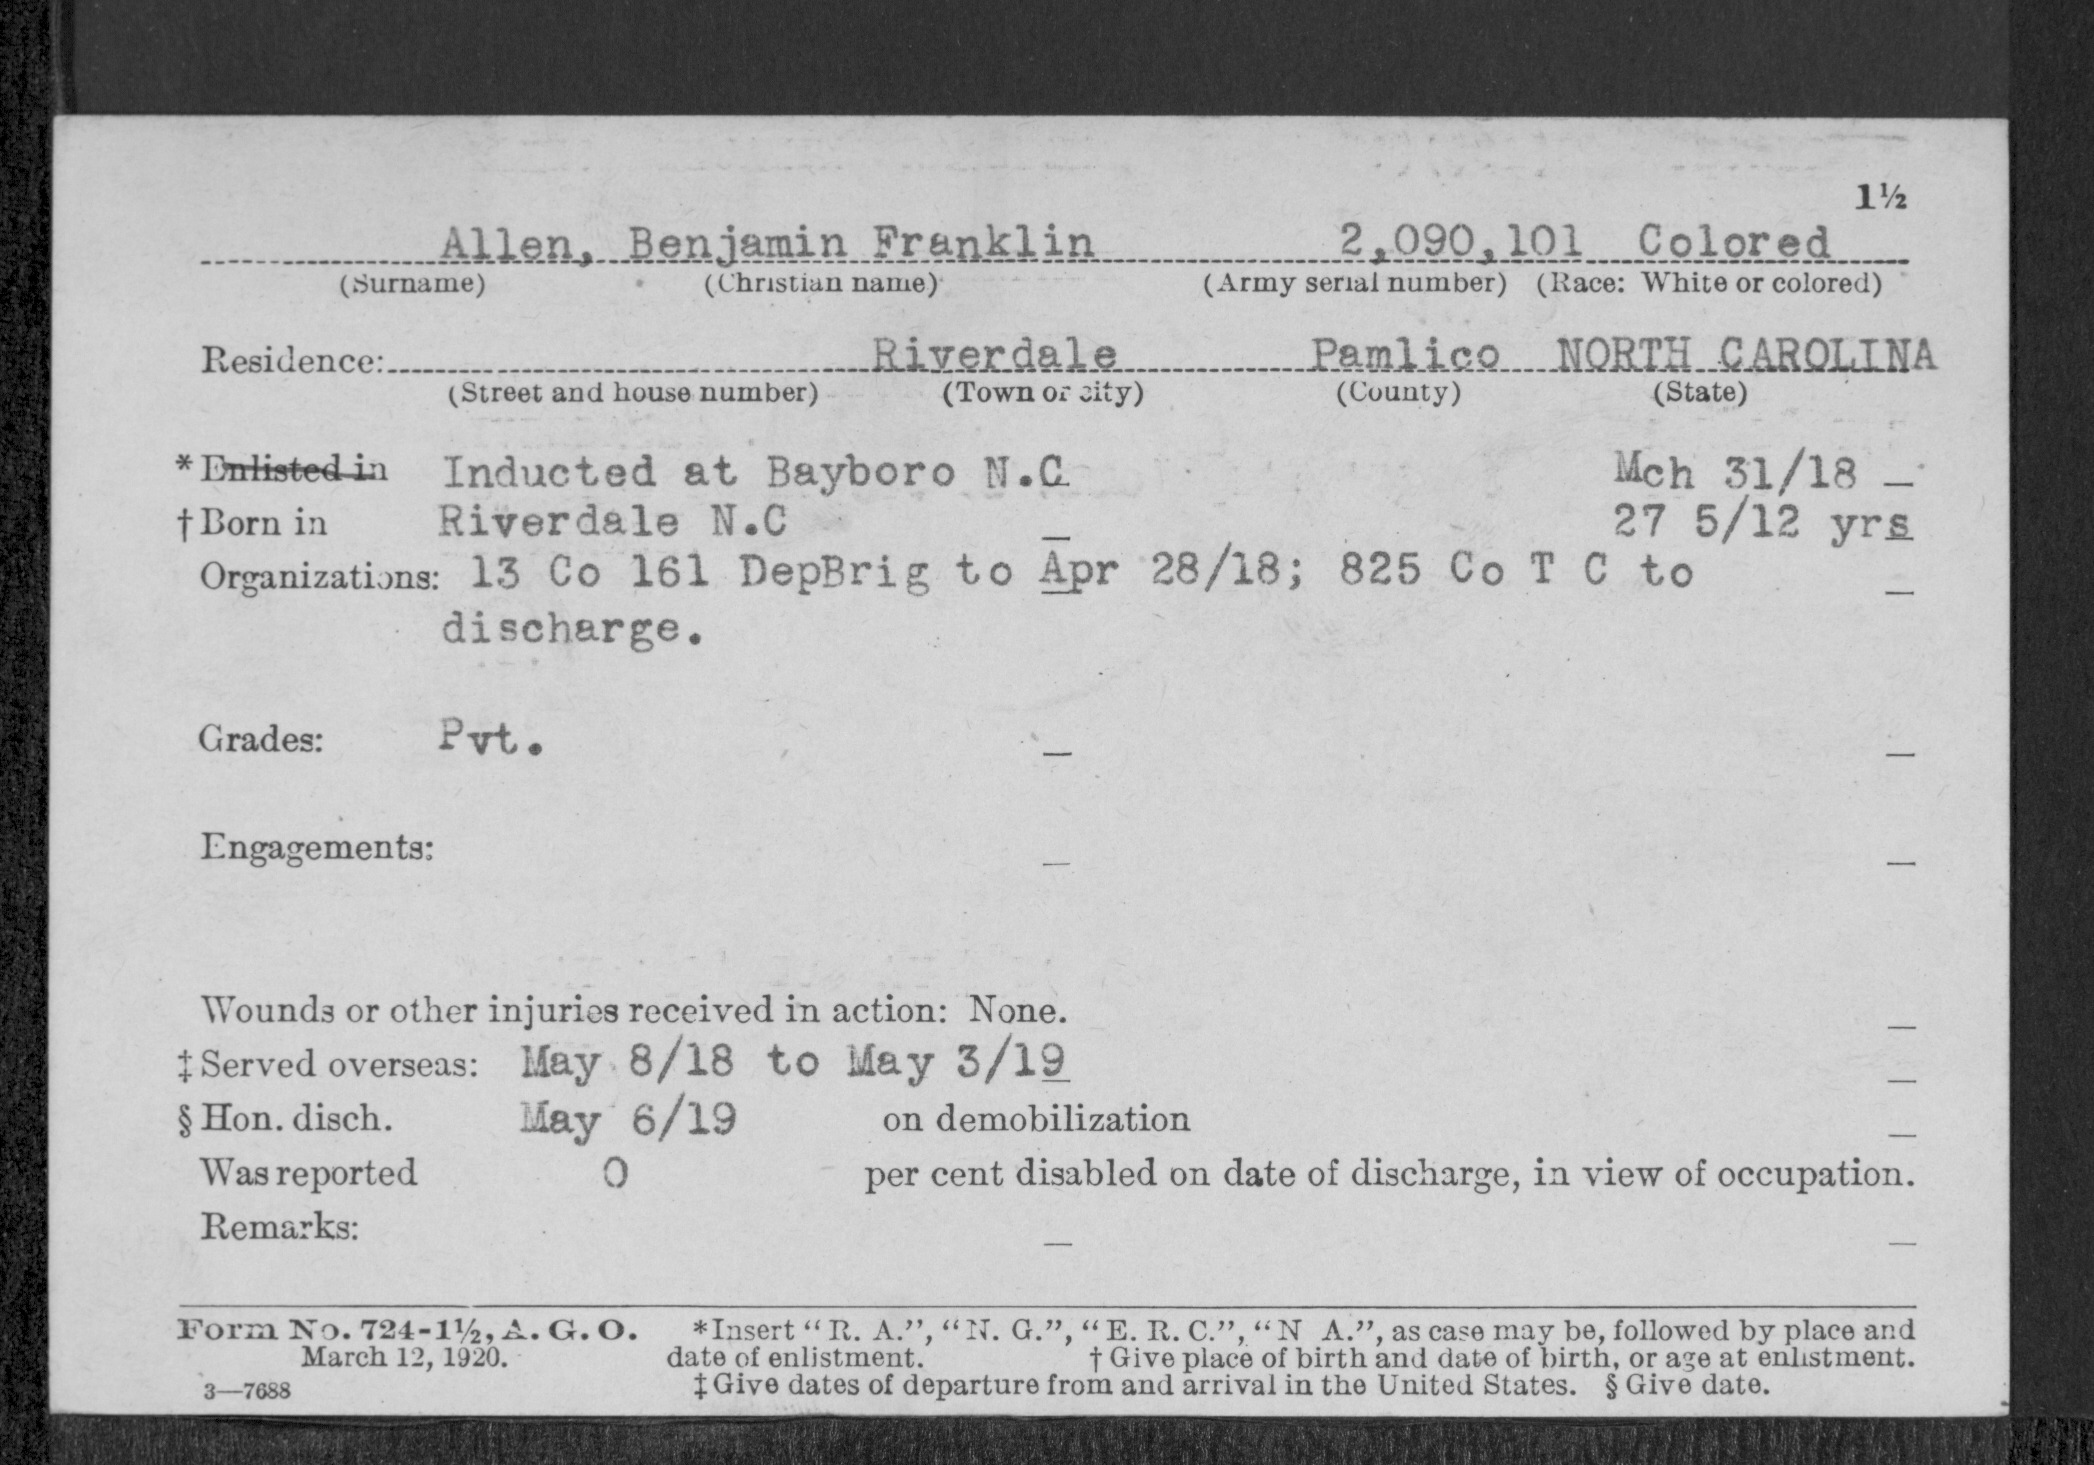 1½
Allen, Benjamin Franklin 2,090,101 Colored
(Surname) (Christian name) (Army serial number) (Race: White or colored)
Residence: Riverdale Pamlico NORTH CAROLINA
(Street and house number) (Town or city) (County) (State)
* Enlisted in Inducted at Bayboro N.C Mch 31/18
† Born in Riverdale N.C 27 5/12 yrs
Organizations: 13 Co 161 DepBrig to Apr 28/18; 825 Co T C to
discharge.
Grades: Pvt.
Engagements:
Wounds or other injuries received in action: None.
‡ Served overseas: May 8/18 to May 3/19
§ Hon. disch. May 6/19 on demobilization
Was reported 0 per cent disabled on date of discharge, in view of occupation.
Remarks:
Form No. 724-1½, A. G. O. *Insert "R. A.", "N. G.", "E. R. C.", "N A.", as case may be, followed by place and
March 12, 1920. date of enlistment. † Give place of birth and date of birth, or age at enlistment.
3—7688 ‡ Give dates of departure from and arrival in the United States. § Give date.